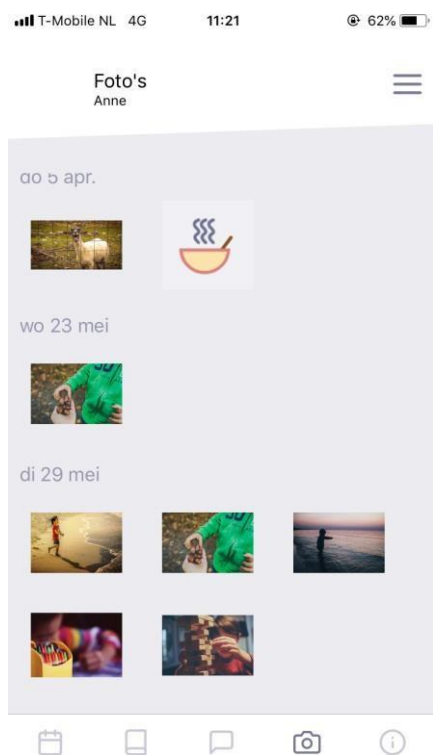 T-Mobile NL 4G 11:21 62%
Foto's
Anne
do 5 apr.
wo 23 mei
di 29 mei